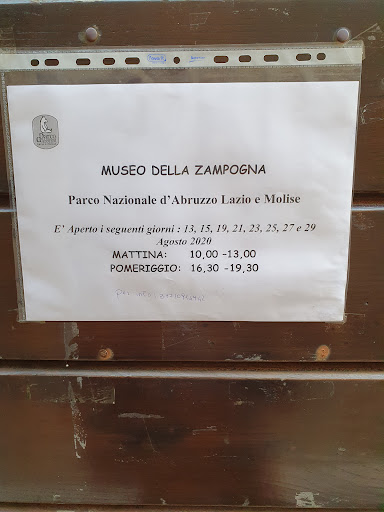 MUSEO DELLA ZAMPOGNA
Parco Nazionale d'Abruzzo Lazio e Molise
E' Aperto i seguenti giorni : 13, 15, 19, 21, 23, 25, 27 e 29
Agosto 2020
MATTINA: 10,00 -13,00
POMERIGGIO: 16,30 -19,30